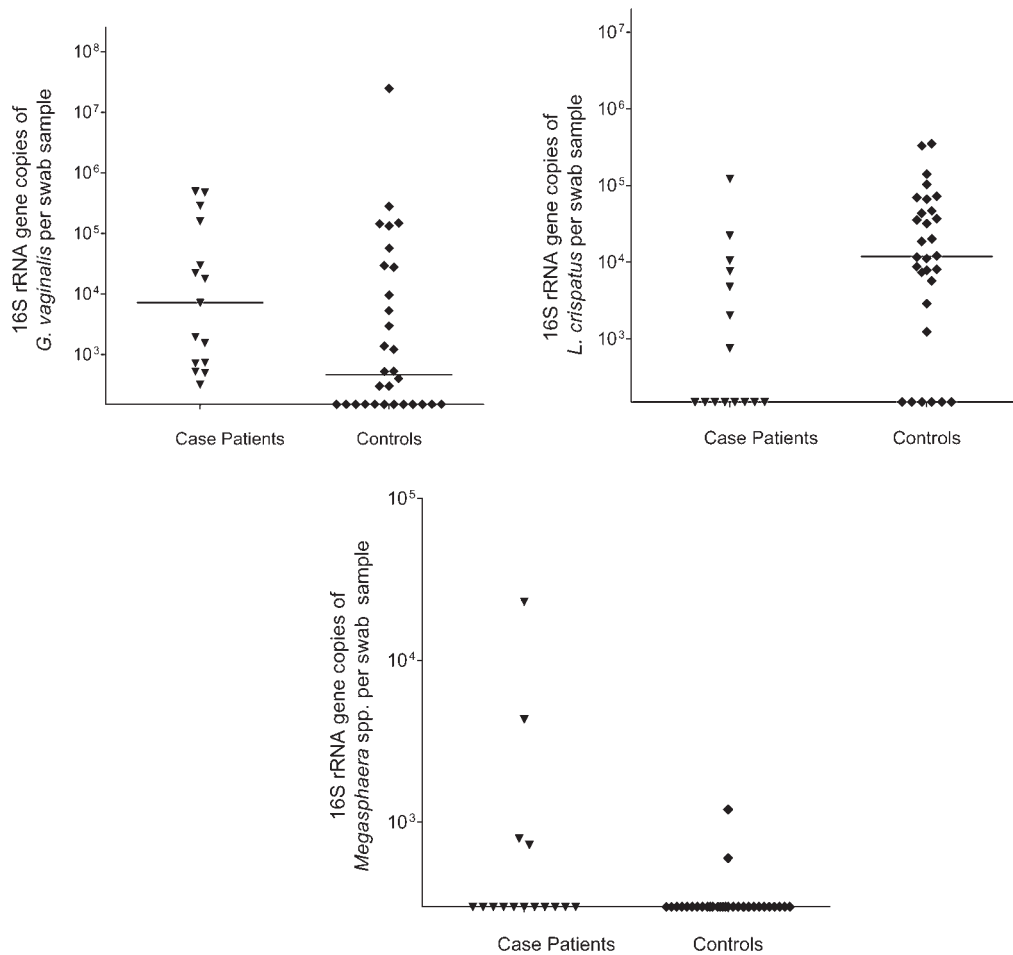 16S rRNA gene copies of
G. vaginalis per swab sample
10⁸
10⁷
10⁶
10⁵
10⁴
10³
Case Patients
Controls
16S rRNA gene copies of
L. crispatus per swab sample
10⁷
10⁶
10⁵
10⁴
10³
Case Patients
Controls
16S rRNA gene copies of
Megasphaera spp. per swab sample
10⁵
10⁴
10³
Case Patients
Controls